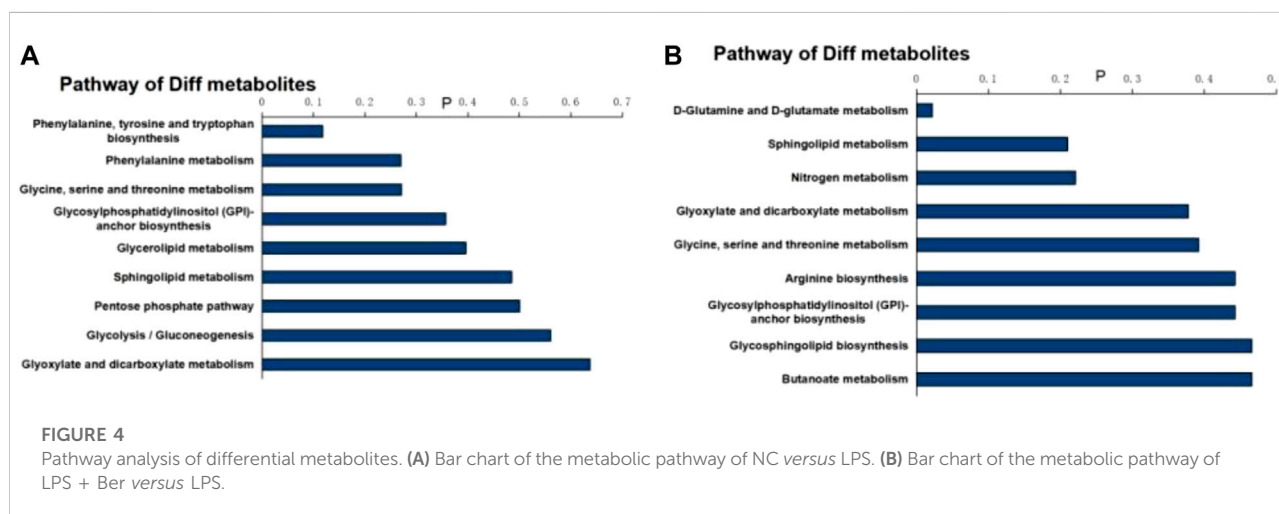 A
Pathway of Diff metabolites
P
0 0.1 0.2 0.3 0.4 0.5 0.6 0.7
Phenylalanine, tyrosine and tryptophan
biosynthesis
Phenylalanine metabolism
Glycine, serine and threonine metabolism
Glycosylphosphatidylinositol (GPI)-
anchor biosynthesis
Glycerolipid metabolism
Sphingolipid metabolism
Pentose phosphate pathway
Glycolysis / Gluconeogenesis
Glyoxylate and dicarboxylate metabolism
B
Pathway of Diff metabolites
P
0 0.1 0.2 0.3 0.4 0.
D-Glutamine and D-glutamate metabolism
Sphingolipid metabolism
Nitrogen metabolism
Glyoxylate and dicarboxylate metabolism
Glycine, serine and threonine metabolism
Arginine biosynthesis
Glycosylphosphatidylinositol (GPI)-
anchor biosynthesis
Glycosphingolipid biosynthesis
Butanoate metabolism
FIGURE 4
Pathway analysis of differential metabolites. (A) Bar chart of the metabolic pathway of NC versus LPS. (B) Bar chart of the metabolic pathway of
LPS + Ber versus LPS.